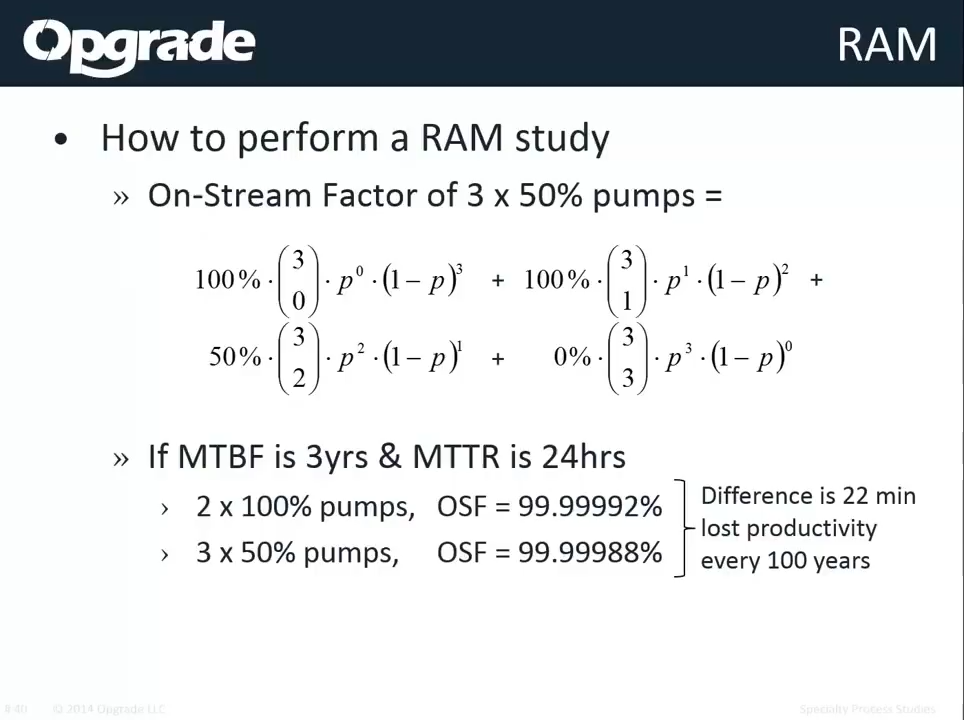 Opgrade
RAM
• How to perform a RAM study
» On-Stream Factor of 3 x 50% pumps =
100% · (3 0) · p^0 · (1 − p)^3 + 100% · (3 1) · p^1 · (1 − p)^2 +
50% · (3 2) · p^2 · (1 − p)^1 + 0% · (3 3) · p^3 · (1 − p)^0
» If MTBF is 3yrs & MTTR is 24hrs
› 2 x 100% pumps, OSF = 99.99992%
› 3 x 50% pumps, OSF = 99.99988%
Difference is 22 min
lost productivity
every 100 years
# 40 © 2014 Opgrade LLC
Specialty Process Studies